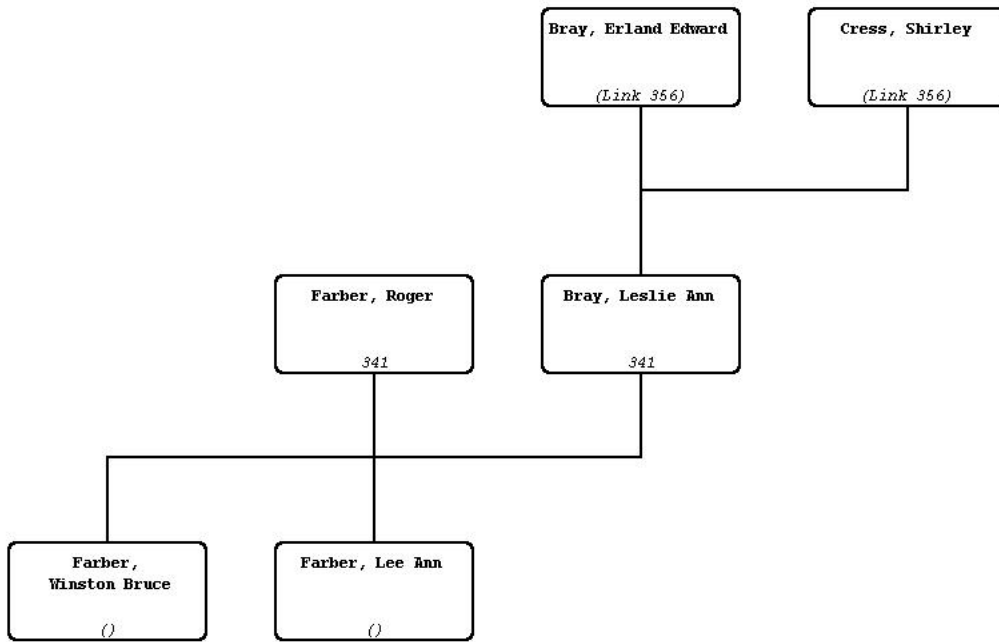 Bray, Erland Edward
(Link 356)
Cress, Shirley
(Link 356)
Farber, Roger
341
Bray, Leslie Ann
341
Farber,
Winston Bruce
()
Farber, Lee Ann
()